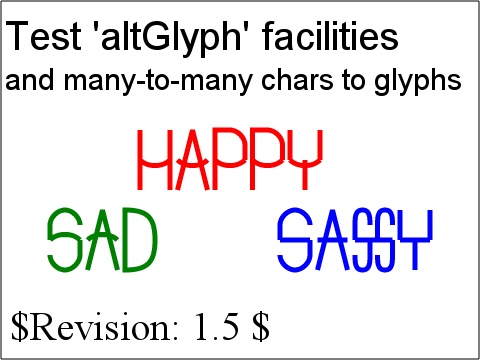 Test 'altGlyph' facilities
and many-to-many chars to glyphs
HAPPY
SAD
SASSY
$Revision: 1.5 $